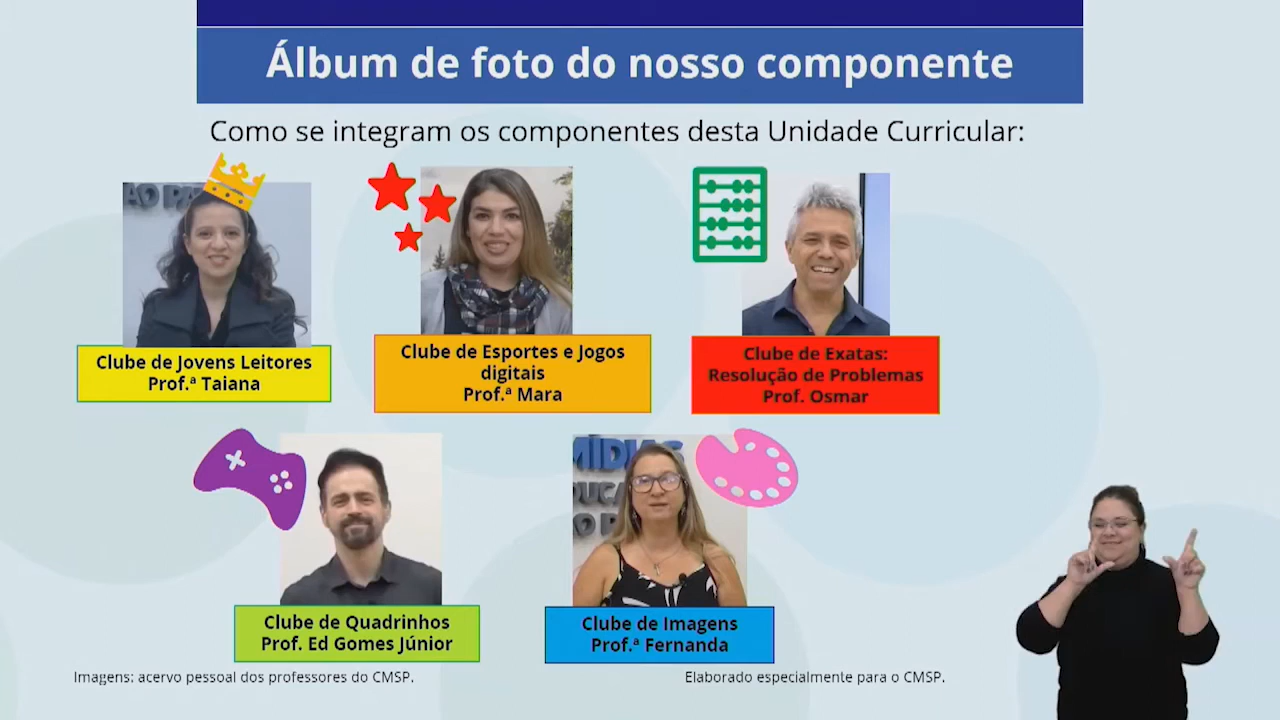 Álbum de foto do nosso componente
Como se integram os componentes desta Unidade Curricular:
Clube de Jovens Leitores
Prof.ª Taiana
Clube de Esportes e Jogos
digitais
Prof.ª Mara
Clube de Exatas:
Resolução de Problemas
Prof. Osmar
MÍDIAS
Clube de Quadrinhos
Prof. Ed Gomes Júnior
Clube de Imagens
Prof.ª Fernanda
Imagens: acervo pessoal dos professores do CMSP.
Elaborado especialmente para o CMSP.